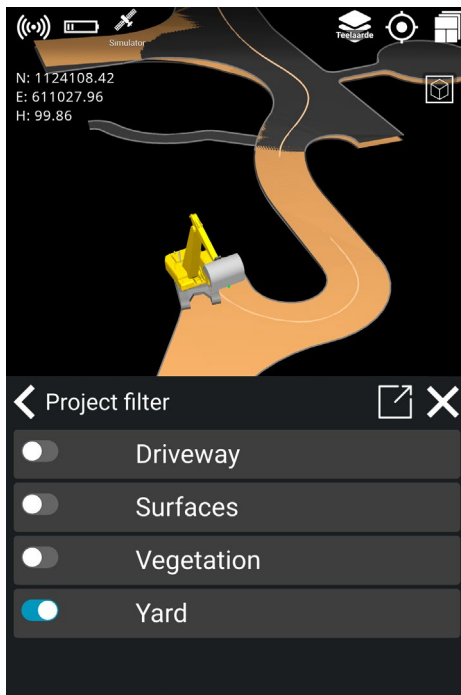 Simulator
Teelaarde
N: 1124108.42
E: 611027.96
H: 99.86
Project filter
Driveway
Surfaces
Vegetation
Yard